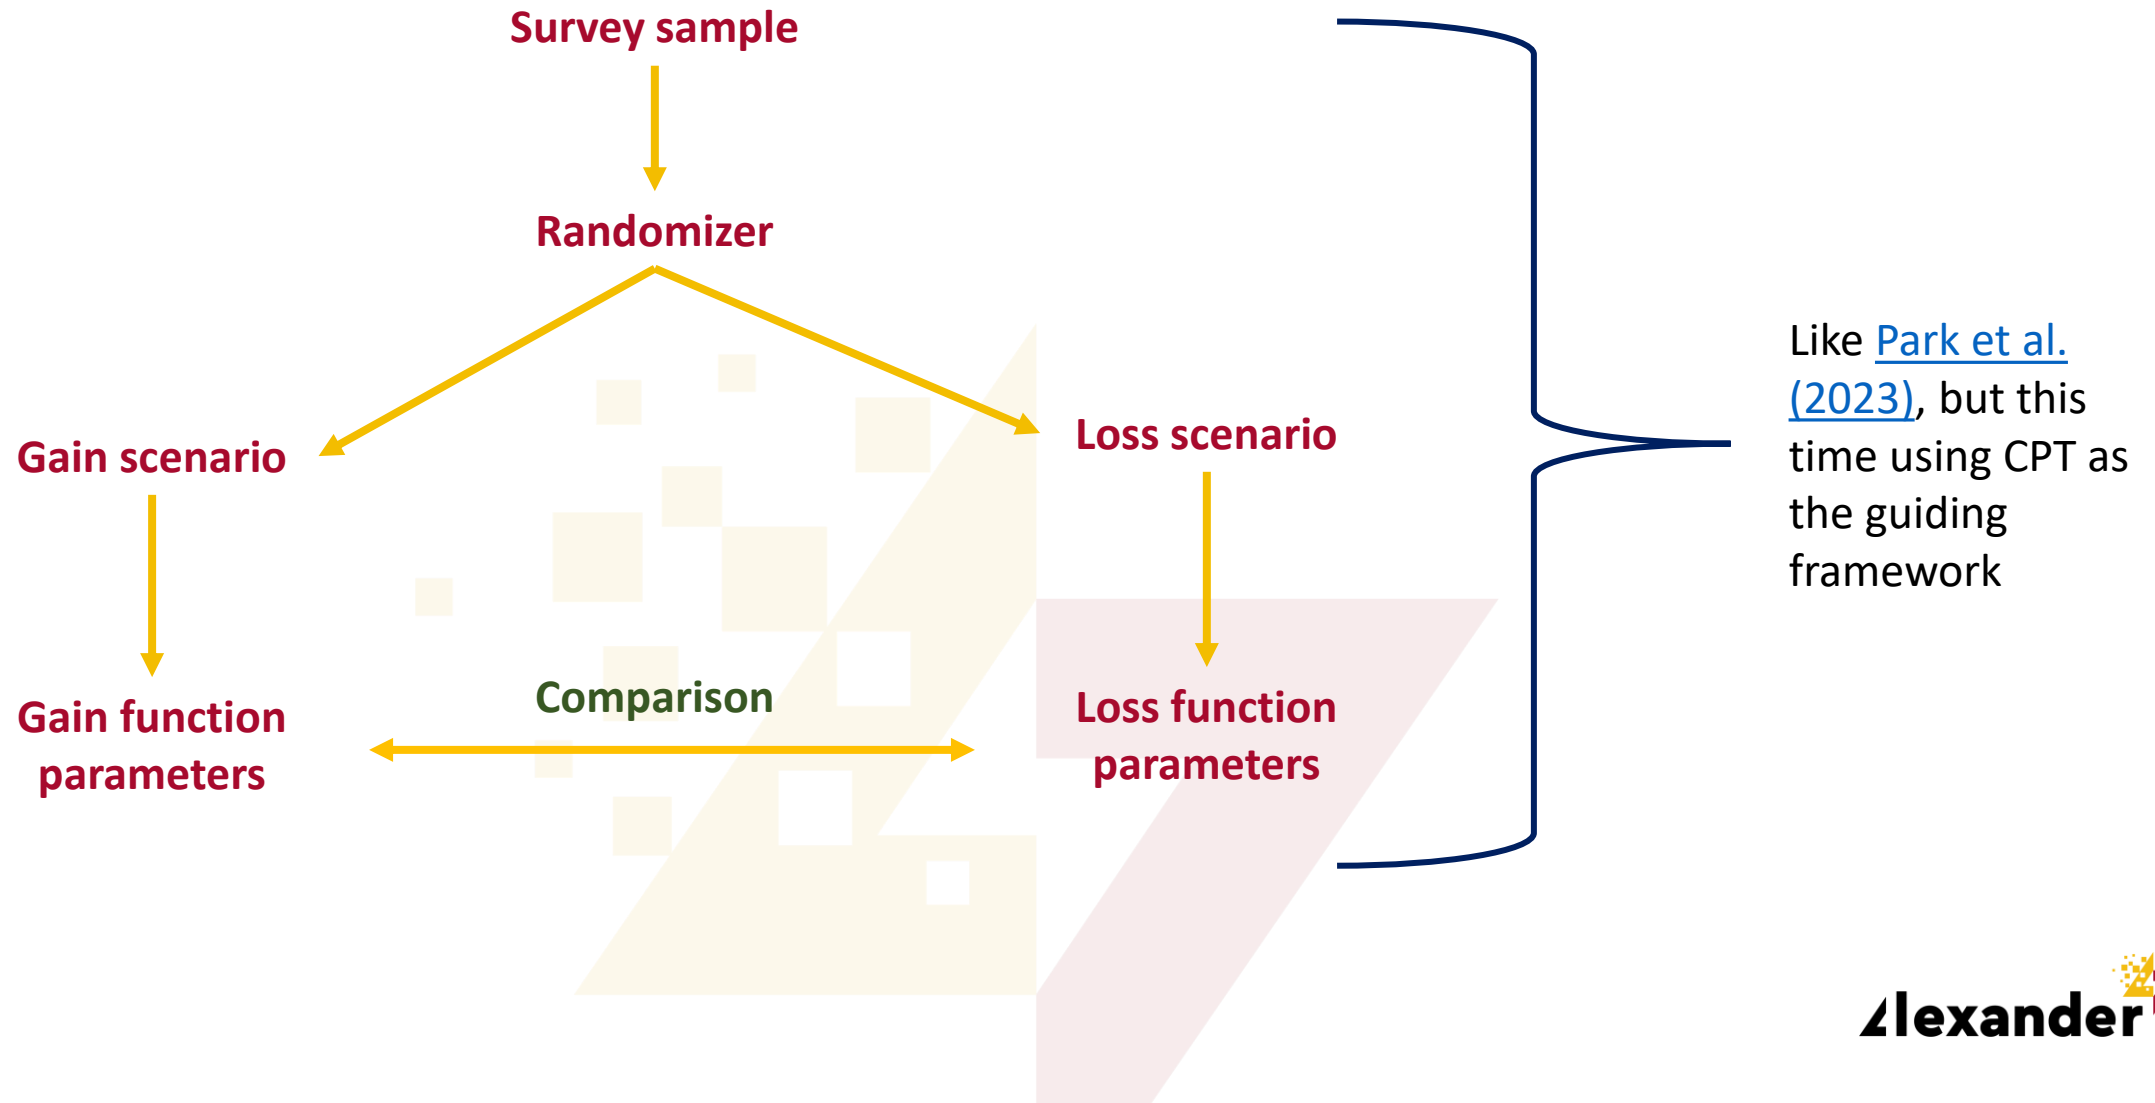 Survey sample
Randomizer
Gain scenario
Loss scenario
Gain function
parameters
Comparison
Loss function
parameters
Like Park et al.
(2023), but this
time using CPT as
the guiding
framework
Alexander